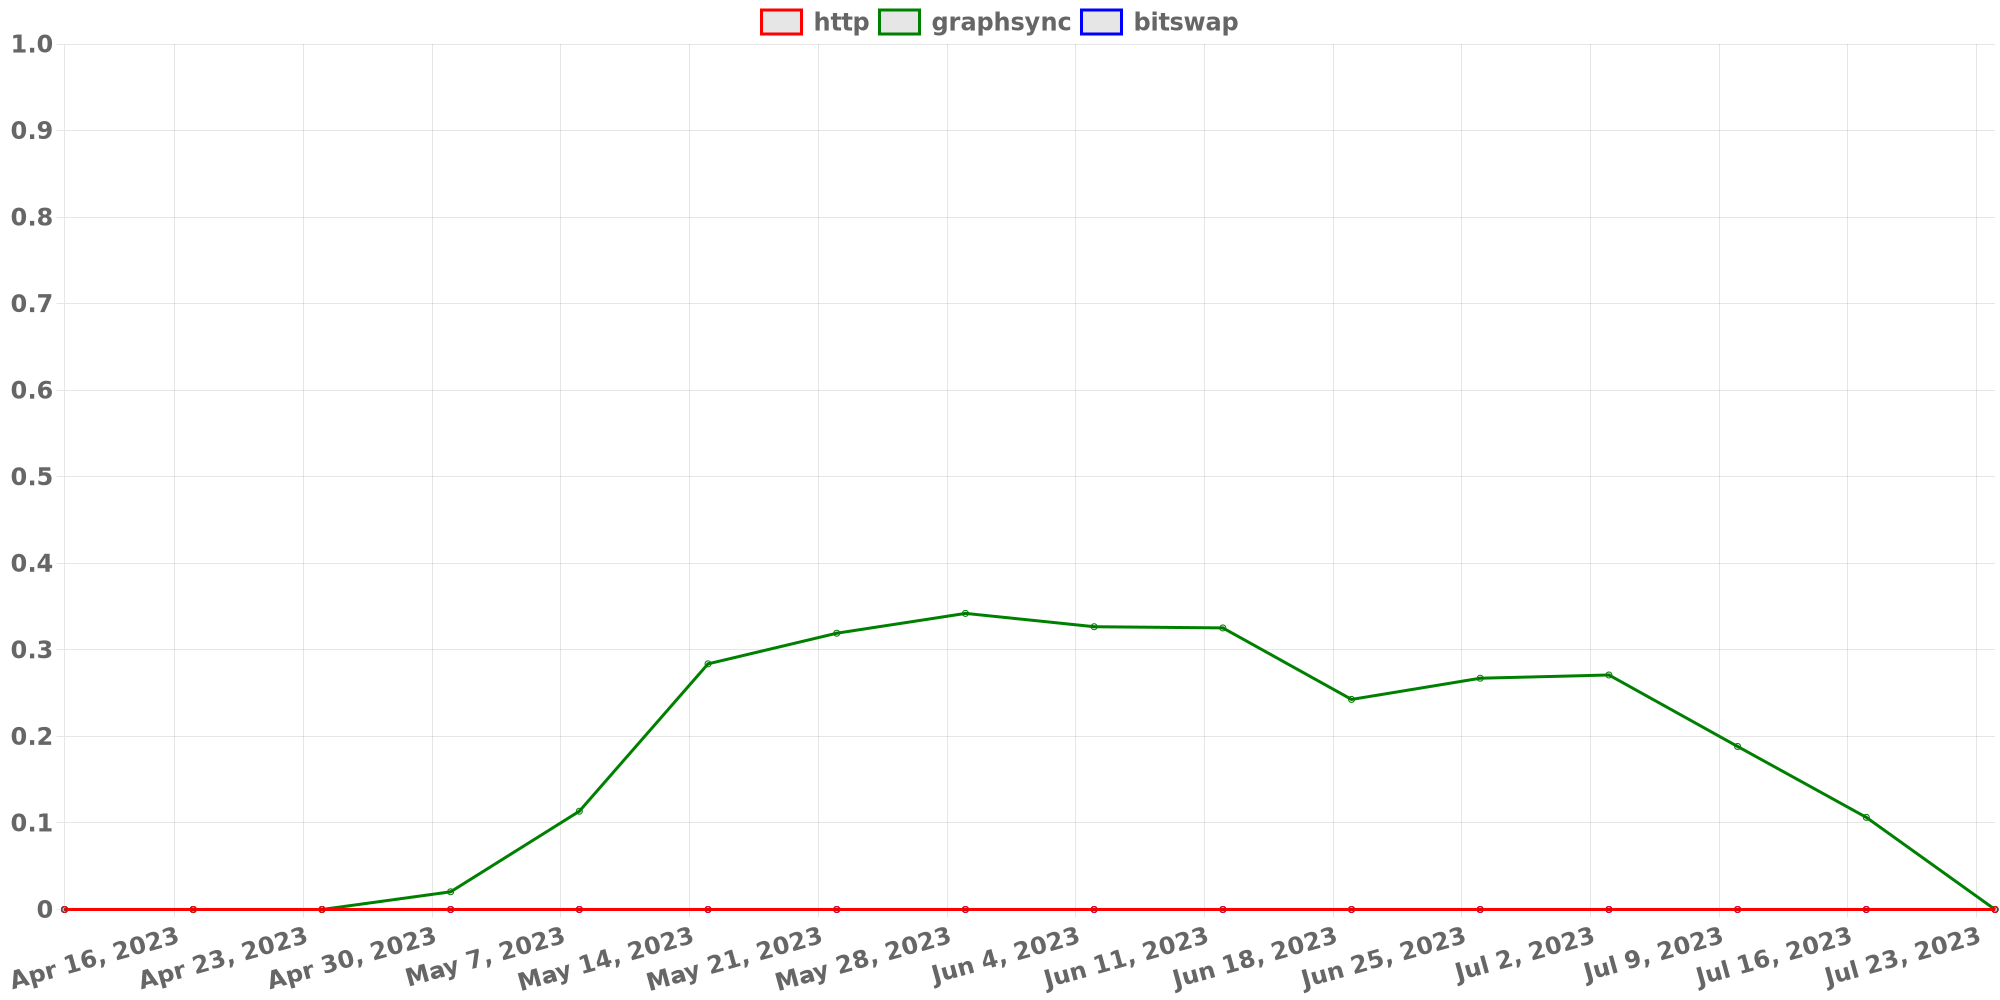 http graphsync bitswap
1.0
0.9
0.8
0.7
0.6
0.5
0.4
0.3
0.2
0.1
0
Apr 16, 2023
Apr 23, 2023
Apr 30, 2023
May 7, 2023
May 14, 2023
May 21, 2023
May 28, 2023
Jun 4, 2023
Jun 11, 2023
Jun 18, 2023
Jun 25, 2023
Jul 2, 2023
Jul 9, 2023
Jul 16, 2023
Jul 23, 2023